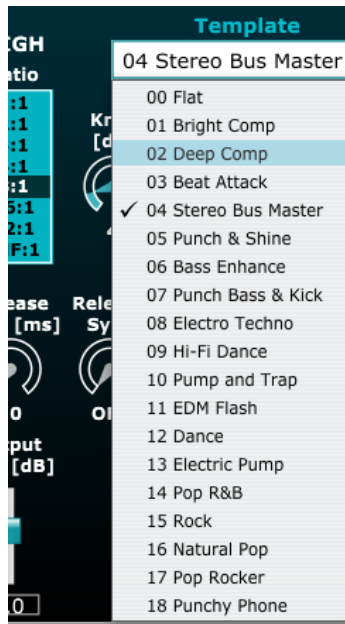 Template
04 Stereo Bus Master
00 Flat
01 Bright Comp
02 Deep Comp
03 Beat Attack
✓ 04 Stereo Bus Master
05 Punch & Shine
06 Bass Enhance
07 Punch Bass & Kick
08 Electro Techno
09 Hi-Fi Dance
10 Pump and Trap
11 EDM Flash
12 Dance
13 Electric Pump
14 Pop R&B
15 Rock
16 Natural Pop
17 Pop Rocker
18 Punchy Phone
[ms]
[dB]